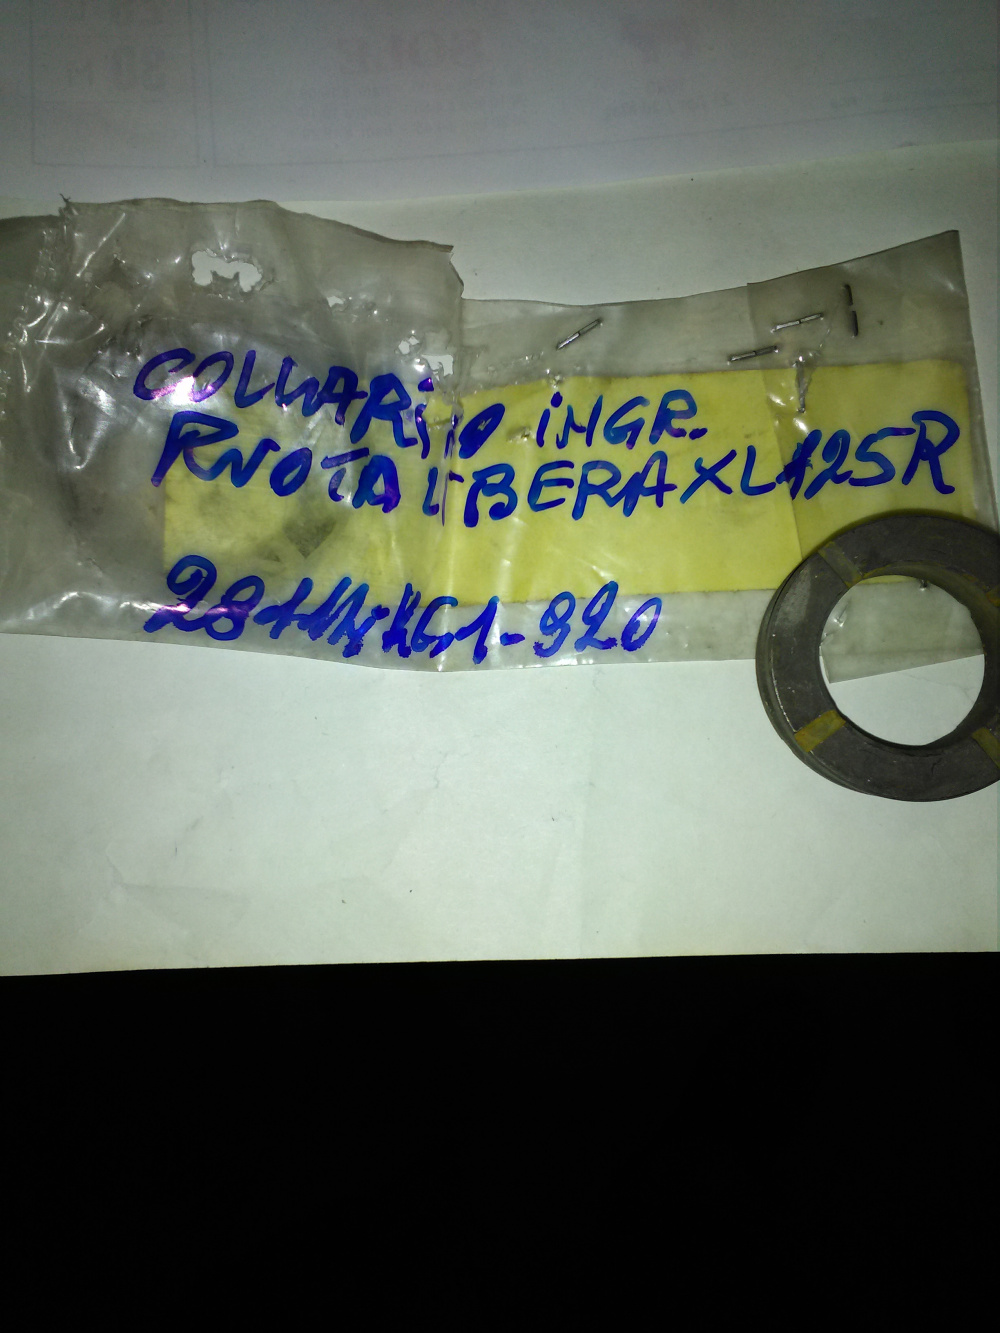 COLLARiNO iNGR.
RUOTA LIBERA XL125R
28111-KG1-920